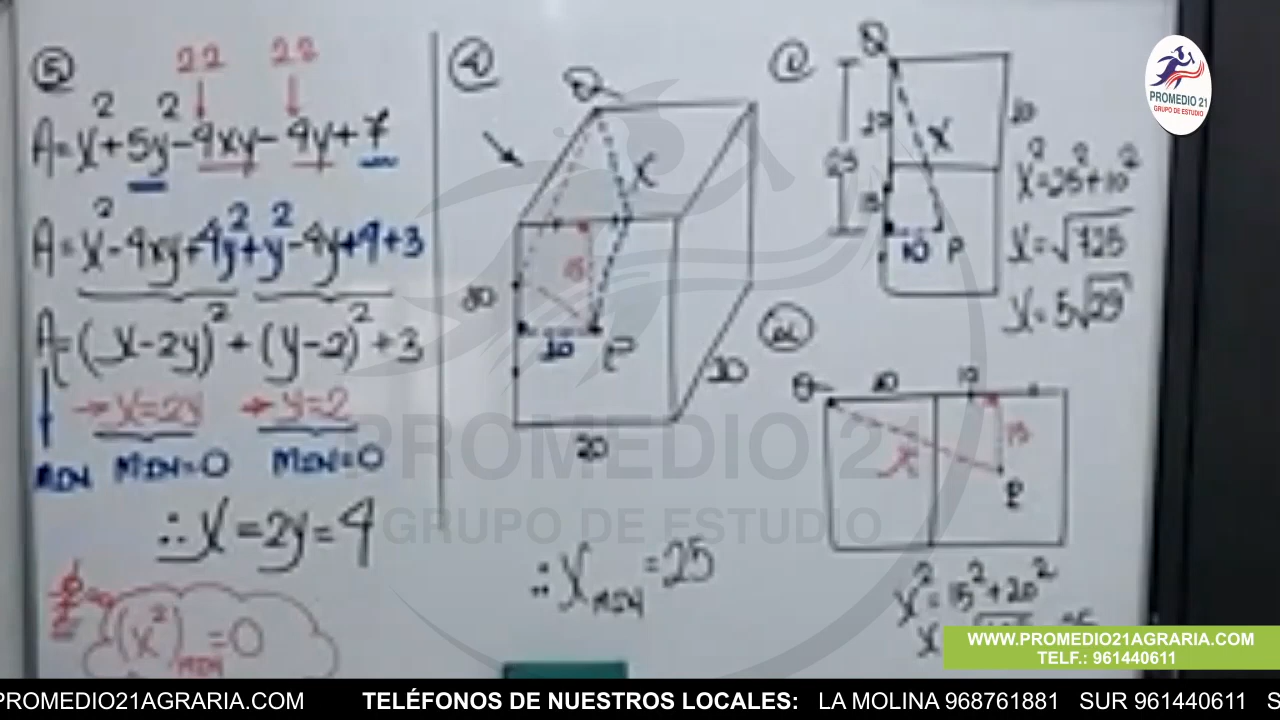 5
22 22
A=x²+5y²-4xy-4y+7
A=x²-4xy+4y²+y²-4y+4+3
A=(x-2y)²+(y-2)²+3
→x=2y →y=2
MIN MIN=0 MIN=0
∴x=2y=4
(x²)MIN=0
4
Q
X
15
30
10
P
10
20
∴XMIN=25
1
Q
X
25
15
10 P
x²=25²+10²
x=√725
x=5√29
Q
10
10
15
X
P
x²=15²+20²
x
PROMEDIO 21
GRUPO DE ESTUDIO
PROMEDIO 21
GRUPO DE ESTUDIO
WWW.PROMEDIO21AGRARIA.COM
TELF.: 961440611
PROMEDIO21AGRARIA.COM TELÉFONOS DE NUESTROS LOCALES: LA MOLINA 968761881 SUR 961440611 S